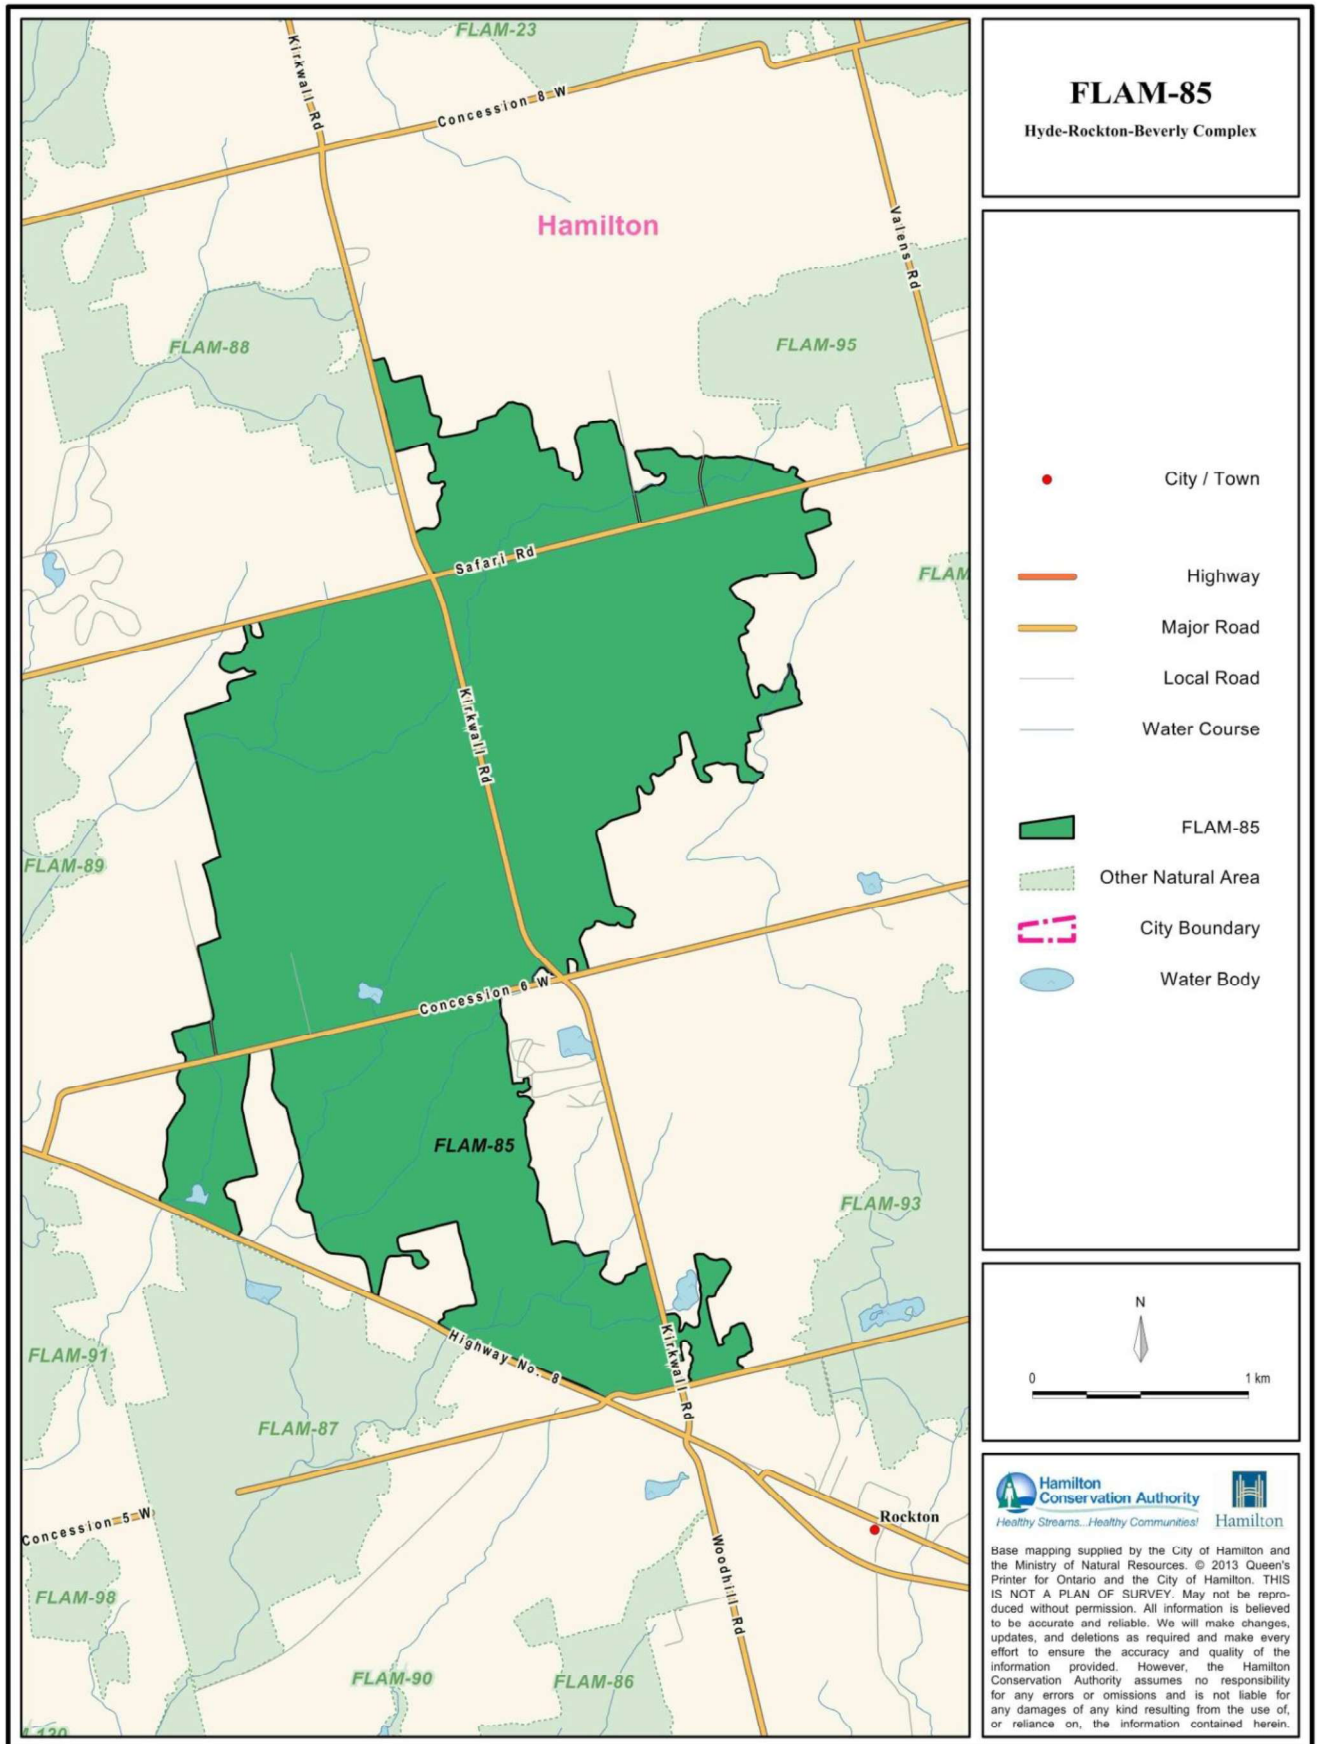 FLAM-23
Kirkwall Rd
Concession 8 W
Hamilton
Valens Rd
FLAM-88
FLAM-95
Safari Rd
FLAM
Kirkwall Rd
FLAM-89
Concession 6 W
FLAM-85
FLAM-93
FLAM-91
Highway No. 8
Kirkwall Rd
FLAM-87
Concession 5 W
Rockton
Woodhill Rd
FLAM-98
FLAM-90
FLAM-86
FLAM-85
Hyde-Rockton-Beverly Complex
City / Town
Highway
Major Road
Local Road
Water Course
FLAM-85
Other Natural Area
City Boundary
Water Body
N
0 1 km
Hamilton
Conservation Authority
Healthy Streams...Healthy Communities!
Hamilton
Base mapping supplied by the City of Hamilton and
the Ministry of Natural Resources. © 2013 Queen's
Printer for Ontario and the City of Hamilton. THIS
IS NOT A PLAN OF SURVEY. May not be repro-
duced without permission. All information is believed
to be accurate and reliable. We will make changes,
updates, and deletions as required and make every
effort to ensure the accuracy and quality of the
information provided. However, the Hamilton
Conservation Authority assumes no responsibility
for any errors or omissions and is not liable for
any damages of any kind resulting from the use of,
or reliance on, the information contained herein.